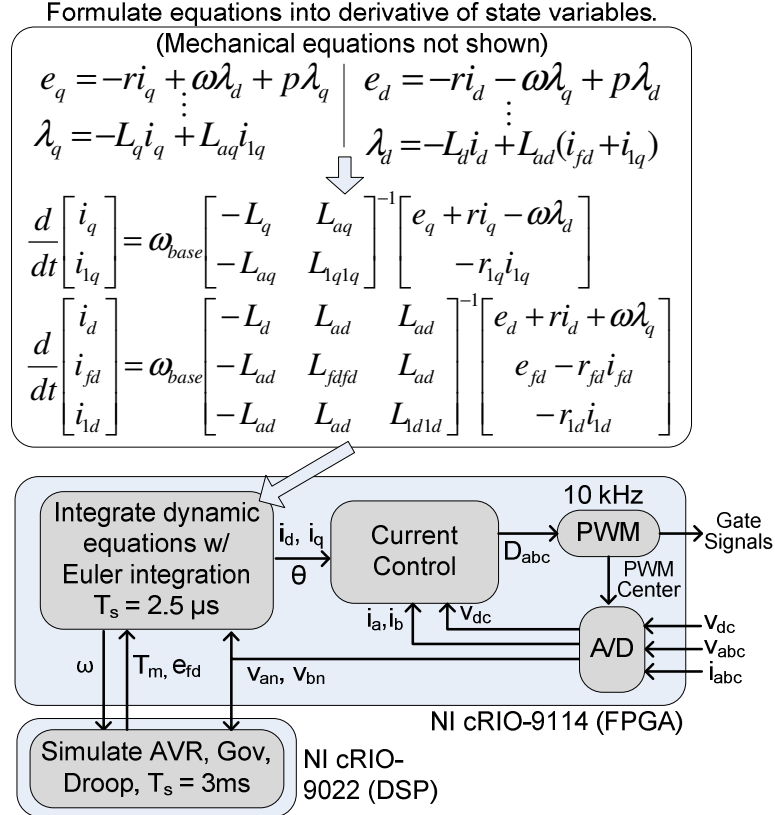 Formulate equations into derivative of state variables.
(Mechanical equations not shown)
e_q = -ri_q + ωλ_d + pλ_q
e_d = -ri_d - ωλ_q + pλ_d
⋮
⋮
λ_q = -L_q i_q + L_aq i_1q
λ_d = -L_d i_d + L_ad (i_fd + i_1q)
d/dt [i_q; i_1q] = ω_base [-L_q L_aq; -L_aq L_1q1q]^-1 [e_q + ri_q - ωλ_d; -r_1q i_1q]
d/dt [i_d; i_fd; i_1d] = ω_base [-L_d L_ad L_ad; -L_ad L_fdfd L_ad; -L_ad L_ad L_1d1d]^-1 [e_d + ri_d + ωλ_q; e_fd - r_fd i_fd; -r_1d i_1d]
Integrate dynamic
equations w/
Euler integration
T_s = 2.5 µs
i_d, i_q
θ
Current
Control
D_abc
10 kHz
PWM
Gate
Signals
PWM
Center
i_a,i_b
v_dc
A/D
v_dc
v_abc
i_abc
ω
T_m, e_fd
v_an, v_bn
NI cRIO-9114 (FPGA)
Simulate AVR, Gov,
Droop, T_s = 3ms
NI cRIO-
9022 (DSP)